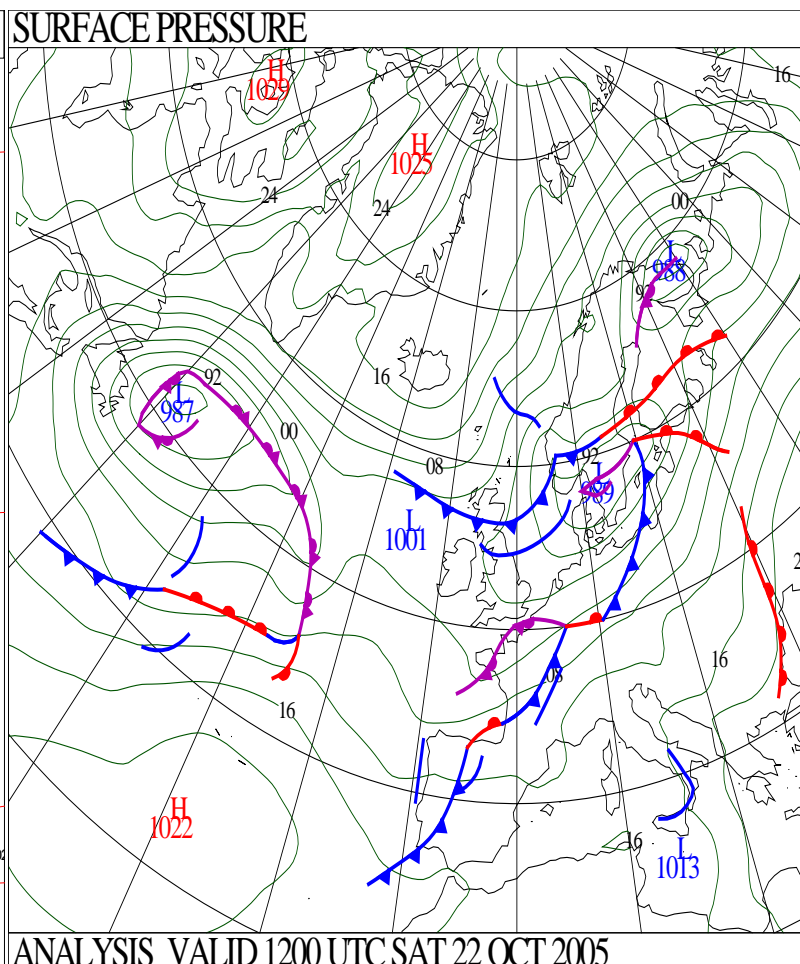 SURFACE PRESSURE
H
1029
16
H
1025
24
24
00
L
988
92
16
92
L
987
00
08
92
L
989
L
1001
16
08
16
H
1022
16
L
1013
ANALYSIS VALID 1200 UTC SAT 22 OCT 2005